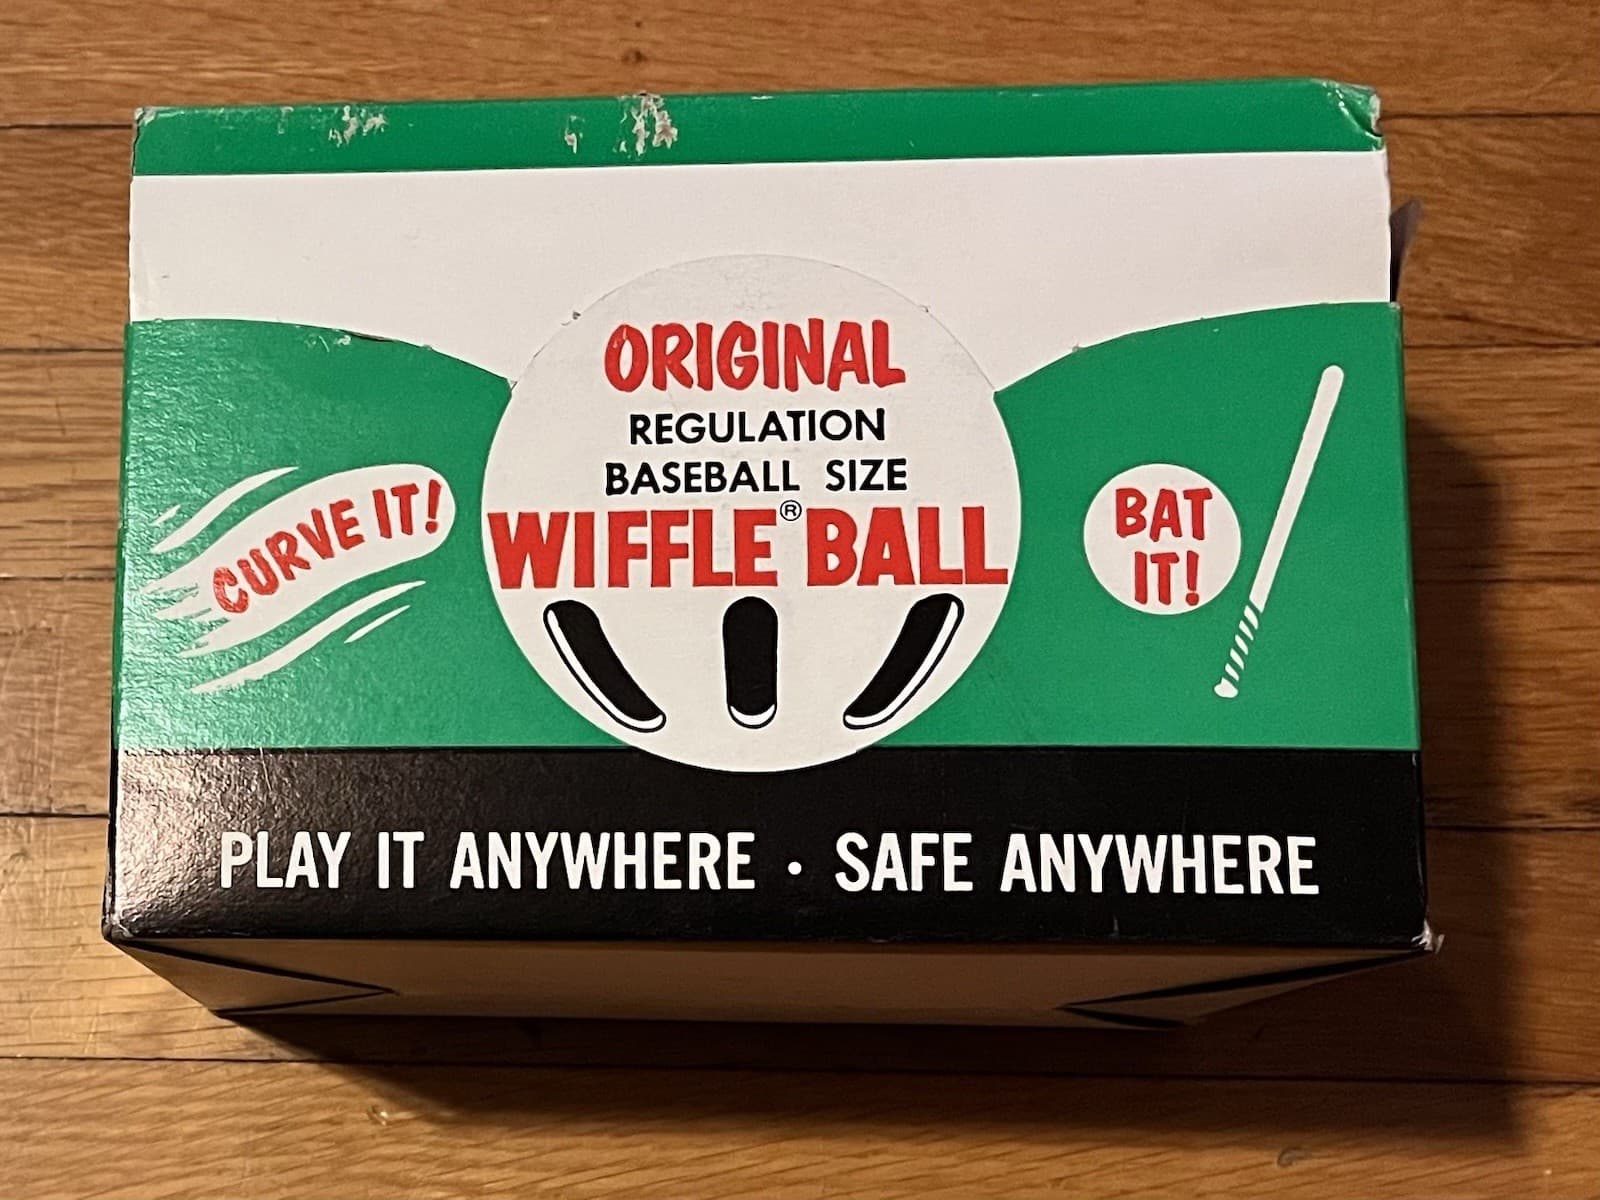 ORIGINAL
REGULATION
BASEBALL SIZE
WIFFLE® BALL
CURVE IT!
BAT
IT!
PLAY IT ANYWHERE · SAFE ANYWHERE